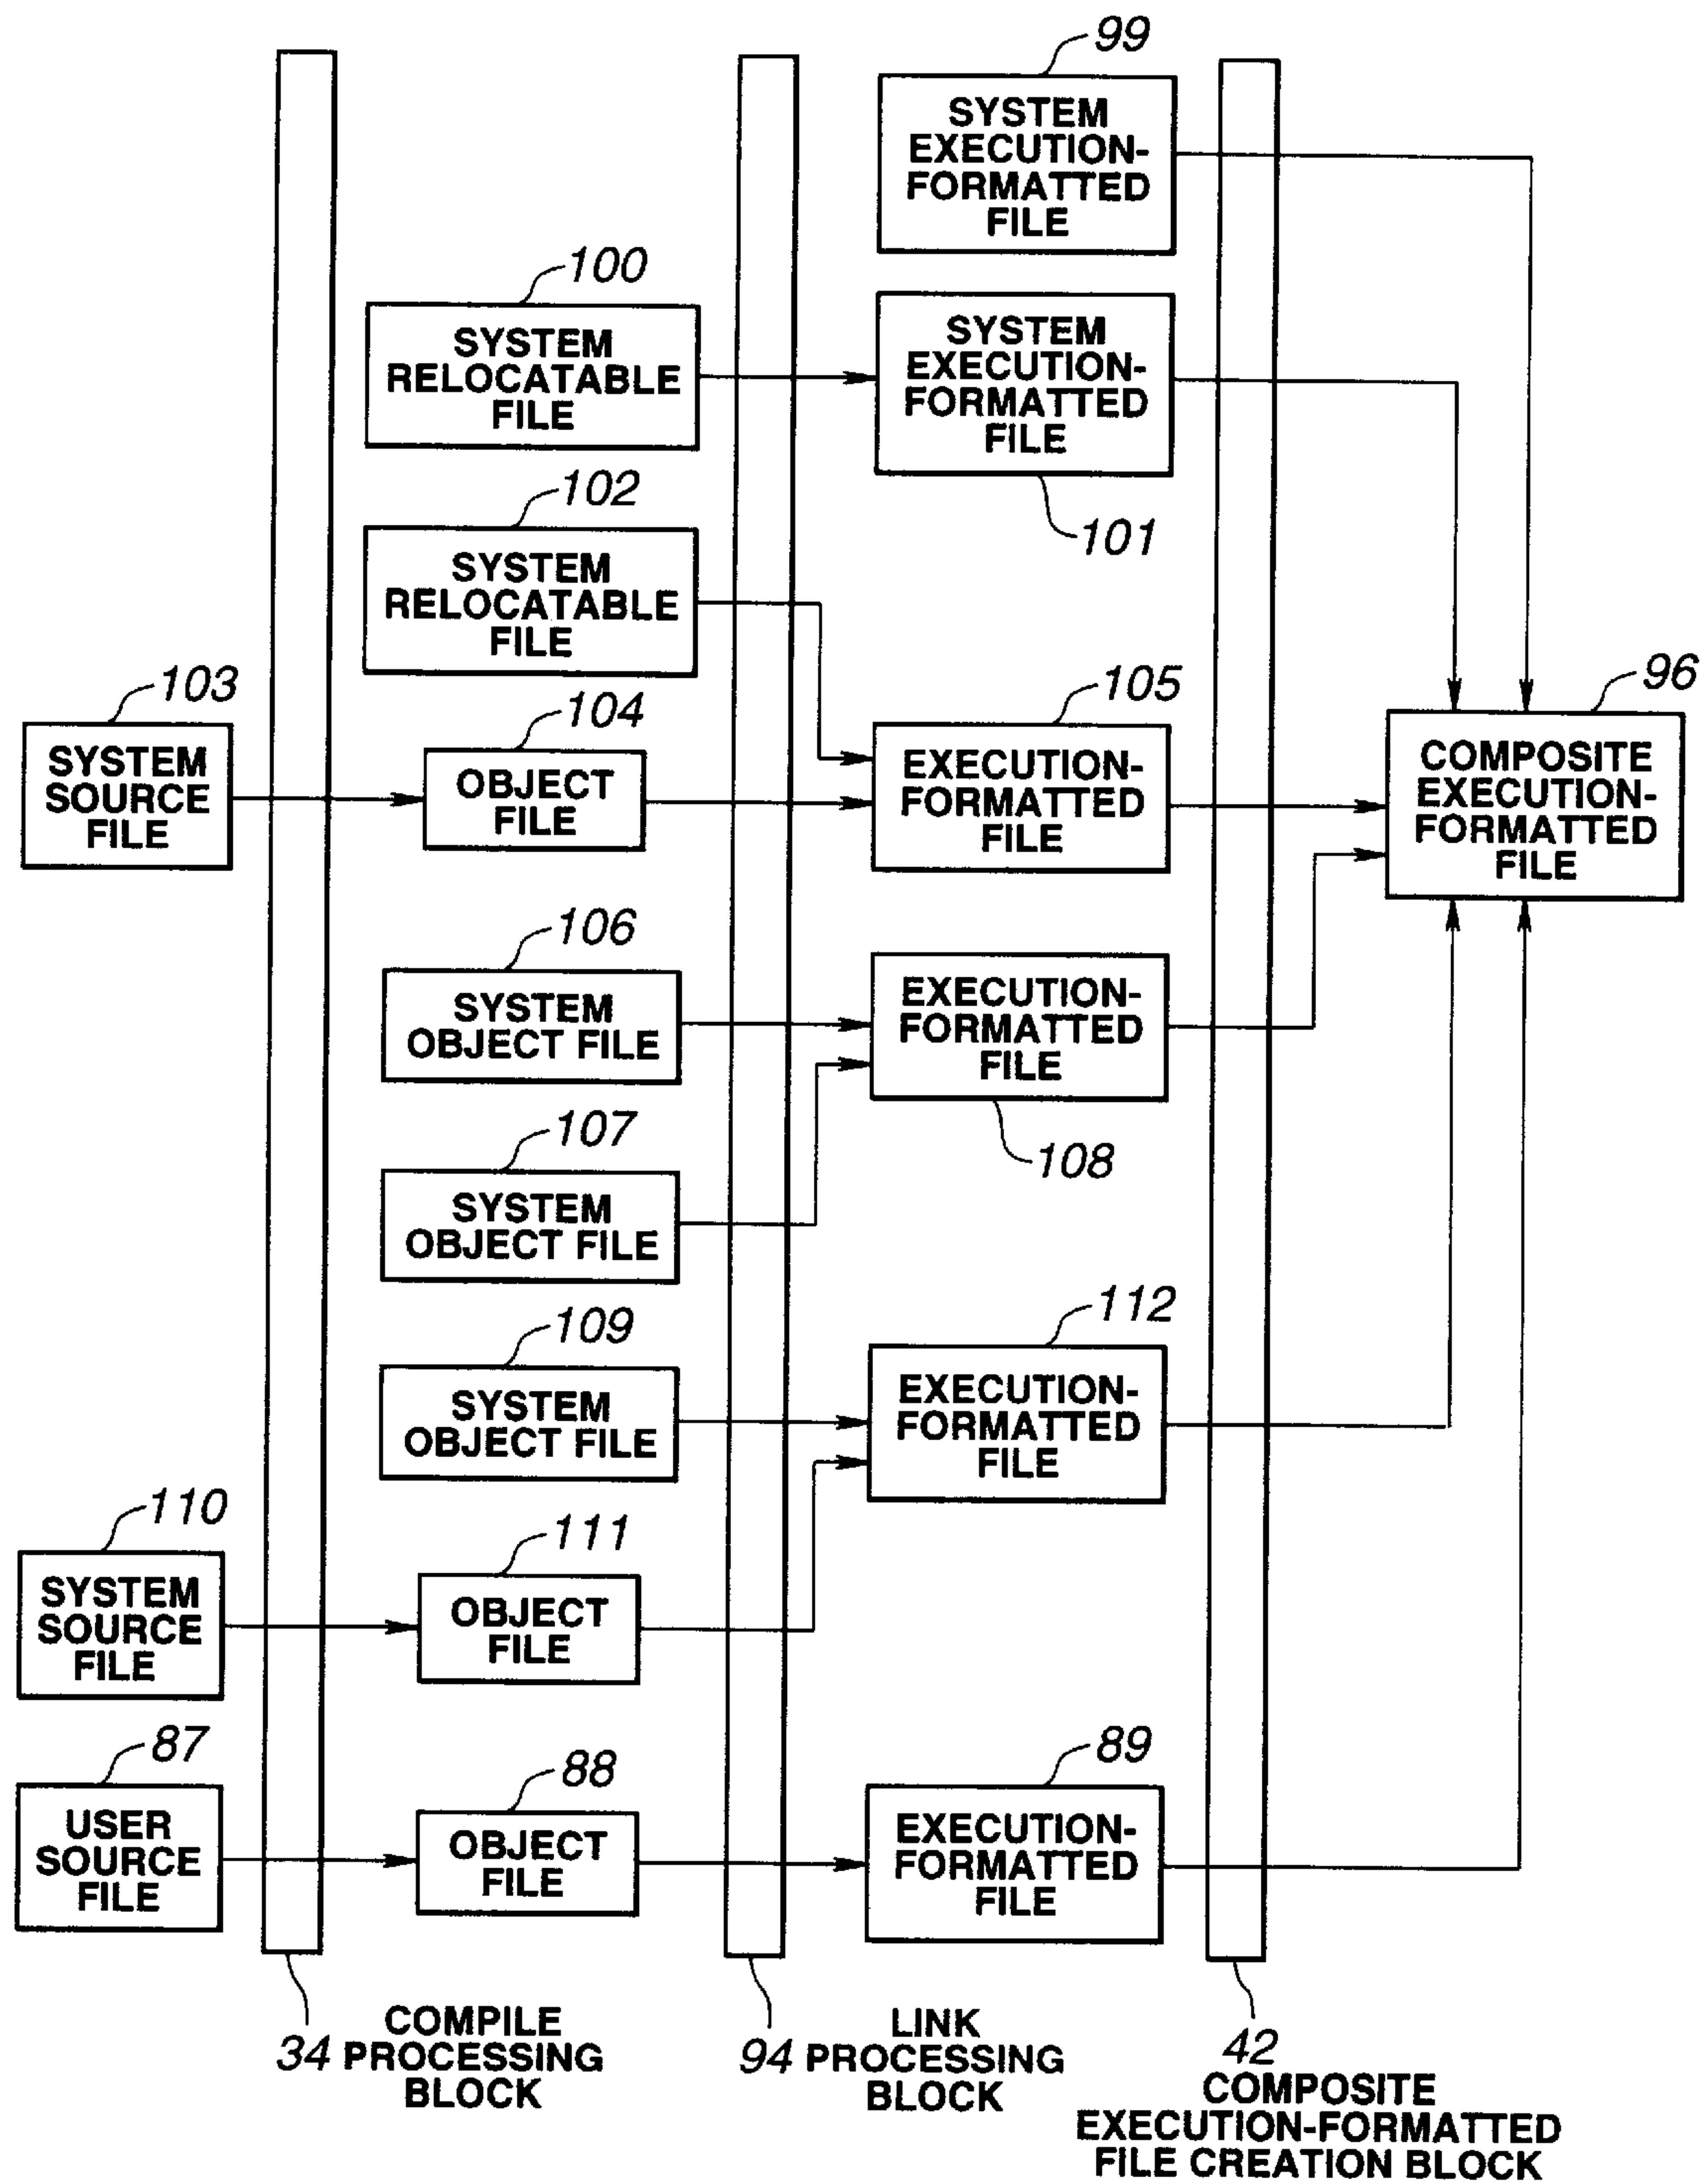 99
SYSTEM
EXECUTION-
FORMATTED
FILE
100
SYSTEM
RELOCATABLE
FILE
SYSTEM
EXECUTION-
FORMATTED
FILE
101
102
SYSTEM
RELOCATABLE
FILE
103
SYSTEM
SOURCE
FILE
104
OBJECT
FILE
105
EXECUTION-
FORMATTED
FILE
96
COMPOSITE
EXECUTION-
FORMATTED
FILE
106
SYSTEM
OBJECT FILE
EXECUTION-
FORMATTED
FILE
108
107
SYSTEM
OBJECT FILE
109
SYSTEM
OBJECT FILE
112
EXECUTION-
FORMATTED
FILE
110
SYSTEM
SOURCE
FILE
111
OBJECT
FILE
87
USER
SOURCE
FILE
88
OBJECT
FILE
89
EXECUTION-
FORMATTED
FILE
COMPILE
34 PROCESSING
BLOCK
LINK
94 PROCESSING
BLOCK
42
COMPOSITE
EXECUTION-FORMATTED
FILE CREATION BLOCK